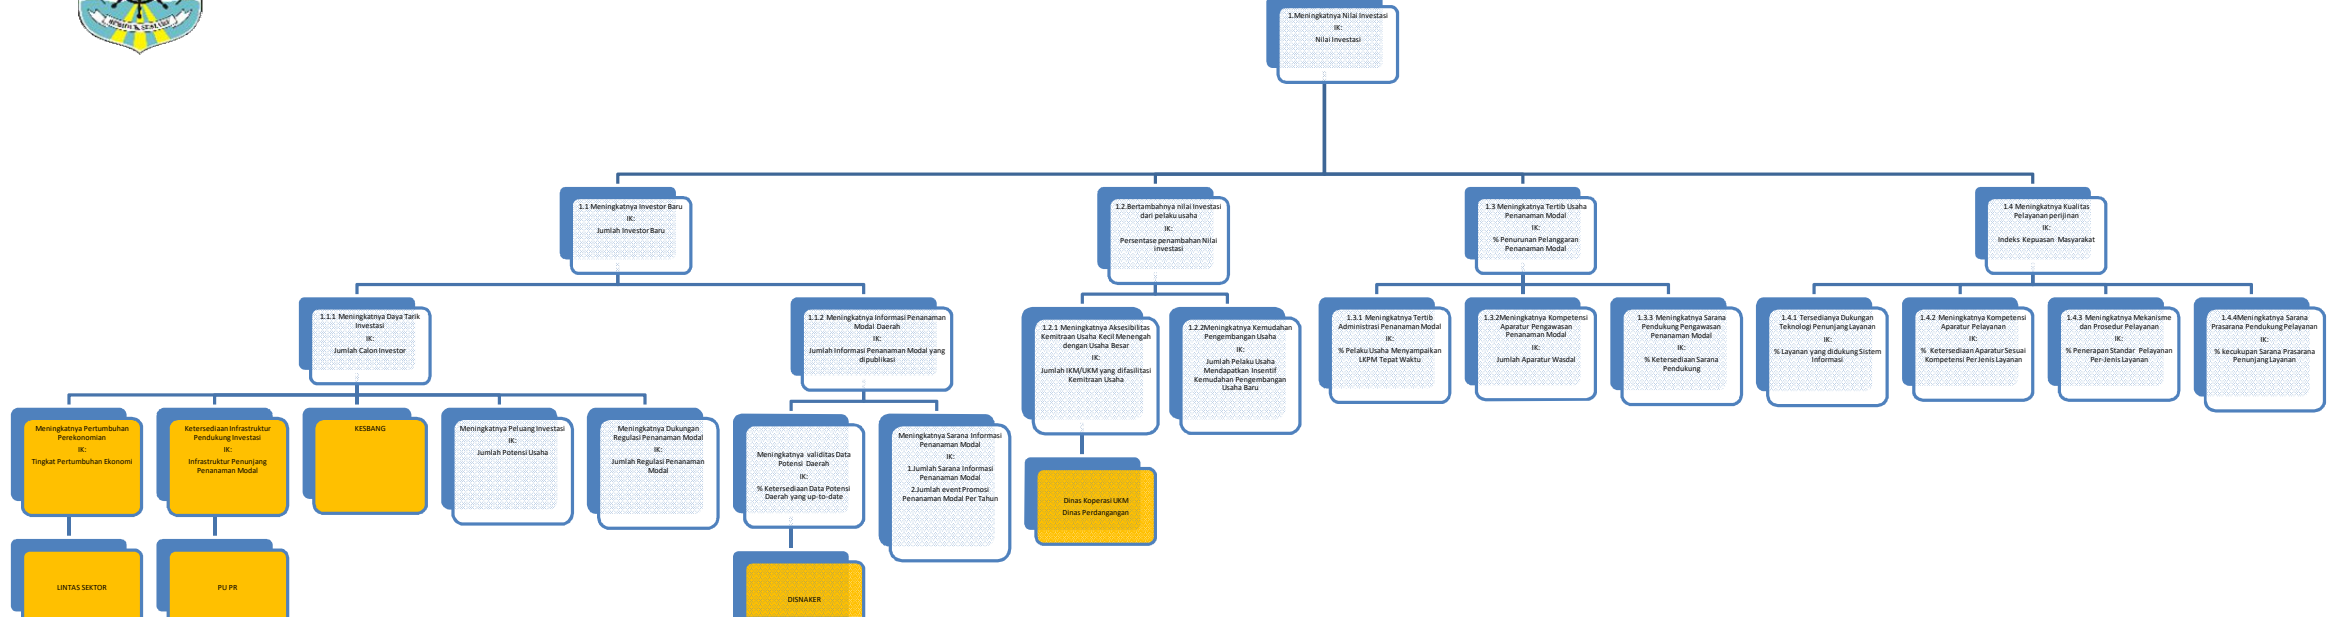 1.Meningkatnya Nilai Investasi
IK:
Nilai Investasi
1.1 Meningkatnya Investor Baru
IK:
Jumlah Investor Baru
1.2.Bertambahnya nilai Investasi
dari pelaku usaha
IK:
Persentase penambahan Nilai
investasi
1.3 Meningkatnya Tertib Usaha
Penanaman Modal
IK:
% Penurunan Pelanggaran
Penanaman Modal
1.4 Meningkatnya Kualitas
Pelayanan perijinan
IK:
Indeks Kepuasan Masyarakat
1.1.1 Meningkatnya Daya Tarik
Investasi
IK:
Jumlah Calon Investor
1.1.2 Meningkatnya Informasi Penanaman
Modal Daerah
IK:
Jumlah Informasi Penanaman Modal yang
dipublikasi
1.2.1 Meningkatnya Aksesibilitas
Kemitraan Usaha Kecil Menengah
dengan Usaha Besar
IK:
Jumlah IKM/UKM yang difasilitasi
Kemitraan Usaha
1.2.2Meningkatnya Kemudahan
Pengembangan Usaha
IK:
Jumlah Pelaku Usaha
Mendapatkan Insentif
Kemudahan Pengembangan
Usaha Baru
1.3.1 Meningkatnya Tertib
Administrasi Penanaman Modal
IK:
% Pelaku Usaha Menyampaikan
LKPM Tepat Waktu
1.3.2Meningkatnya Kompetensi
Aparatur Pengawasan
Penanaman Modal
IK:
Jumlah Aparatur Wasdal
1.3.3 Meningkatnya Sarana
Pendukung Pengawasan
Penanaman Modal
IK:
% Ketersediaan Sarana
Pendukung
1.4.1 Tersedianya Dukungan
Teknologi Penunjang Layanan
IK:
% Layanan yang didukung Sistem
Informasi
1.4.2 Meningkatnya Kompetensi
Aparatur Pelayanan
IK:
% Ketersediaan Aparatur Sesuai
Kompetensi Per Jenis Layanan
1.4.3 Meningkatnya Mekanisme
dan Prosedur Pelayanan
IK:
% Penerapan Standar Pelayanan
Per-Jenis Layanan
1.4.4Meningkatnya Sarana
Prasarana Pendukung Pelayanan
IK:
% kecukupan Sarana Prasarana
Penunjang Layanan
Meningkatnya Pertumbuhan
Perekonomian
IK:
Tingkat Pertumbuhan Ekonomi
Ketersediaan Infrastruktur
Pendukung Investasi
IK:
Infrastruktur Penunjang
Penanaman Modal
KESBANG
Meningkatnya Peluang Investasi
IK:
Jumlah Potensi Usaha
Meningkatnya Dukungan
Regulasi Penanaman Modal
IK:
Jumlah Regulasi Penanaman
Modal
Meningkatnya validitas Data
Potensi Daerah
IK:
% Ketersediaan Data Potensi
Daerah yang up-to-date
Meningkatnya Sarana Informasi
Penanaman Modal
IK:
1.Jumlah Sarana Informasi
Penanaman Modal
2.Jumlah event Promosi
Penanaman Modal Per Tahun
Dinas Koperasi UKM
Dinas Perdangangan
LINTAS SEKTOR
PU PR
DISNAKER